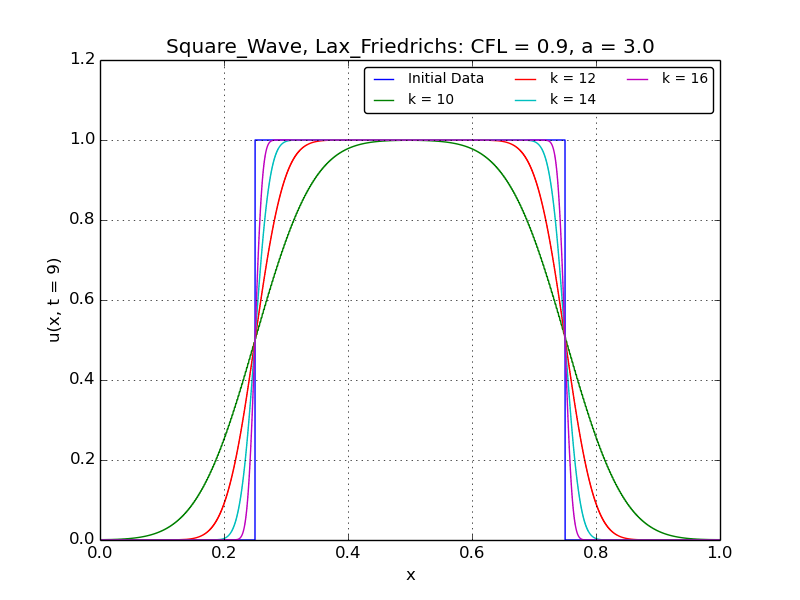 Square_Wave, Lax_Friedrichs: CFL = 0.9, a = 3.0
1.2
Initial Data k = 12 k = 16
k = 10 k = 14
1.0
0.8
0.6
0.4
0.2
0.0
u(x, t = 9)
0.0 0.2 0.4 0.6 0.8 1.0
x